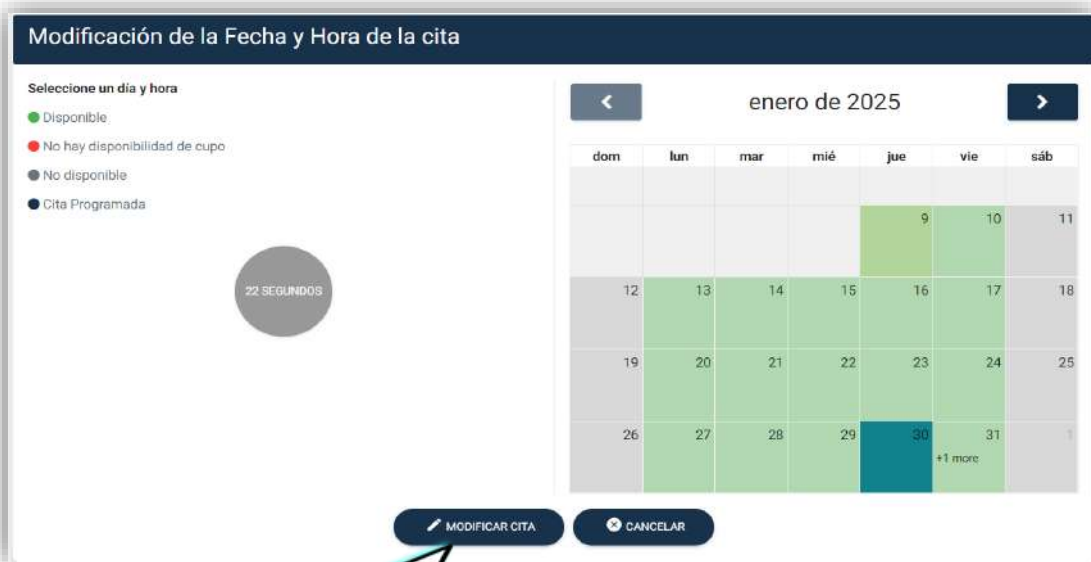 Modificación de la Fecha y Hora de la cita
Seleccione un día y hora
Disponible
No hay disponibilidad de cupo
No disponible
Cita Programada
22 SEGUNDOS
enero de 2025
dom lun mar mié jue vie sáb
9 10 11
12 13 14 15 16 17 18
19 20 21 22 23 24 25
26 27 28 29 30 31 1
+1 more
MODIFICAR CITA CANCELAR